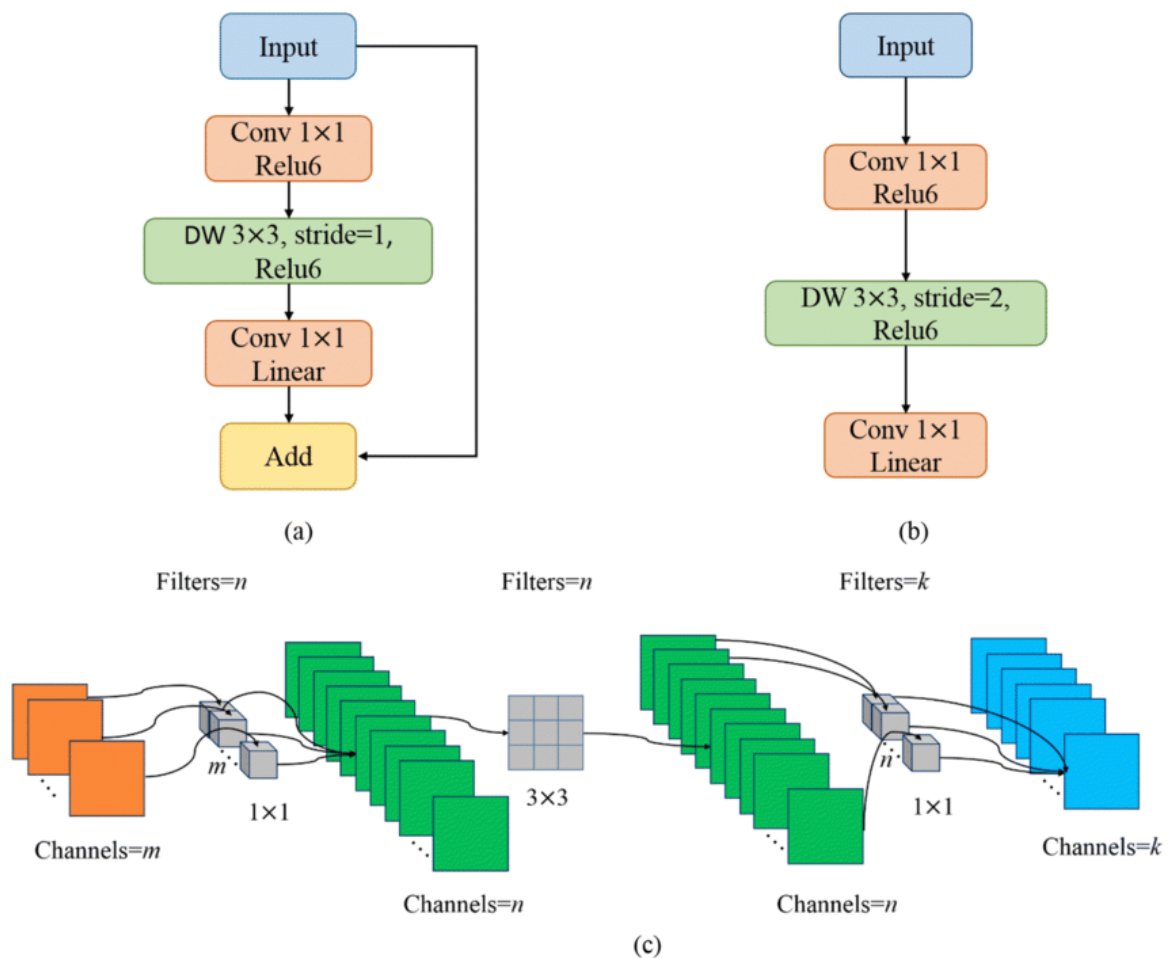 Input
Conv 1×1
Relu6
DW 3×3, stride=1,
Relu6
Conv 1×1
Linear
Add
(a)
Input
Conv 1×1
Relu6
DW 3×3, stride=2,
Relu6
Conv 1×1
Linear
(b)
Filters=n
Filters=n
Filters=k
m
1×1
3×3
n
1×1
Channels=m
Channels=n
Channels=n
Channels=k
(c)